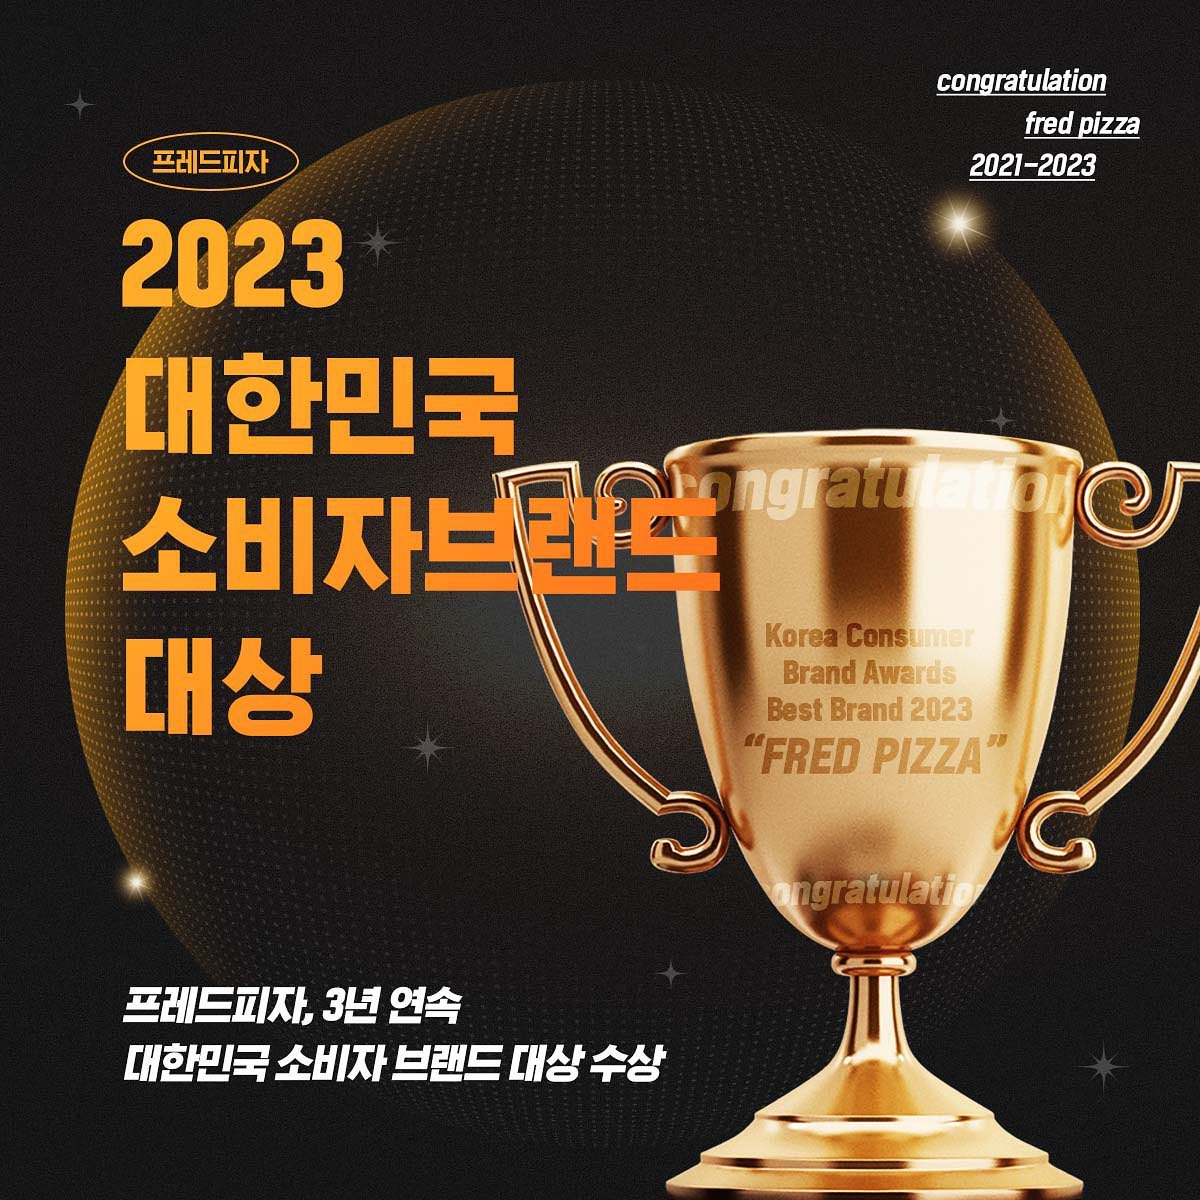 congratulation
fred pizza
2021-2023
프레드피자
2023
대한민국
소비자브랜드
대상
congratulation
Korea Consumer
Brand Awards
Best Brand 2023
“FRED PIZZA”
congratulation
프레드피자, 3년 연속
대한민국 소비자 브랜드 대상 수상